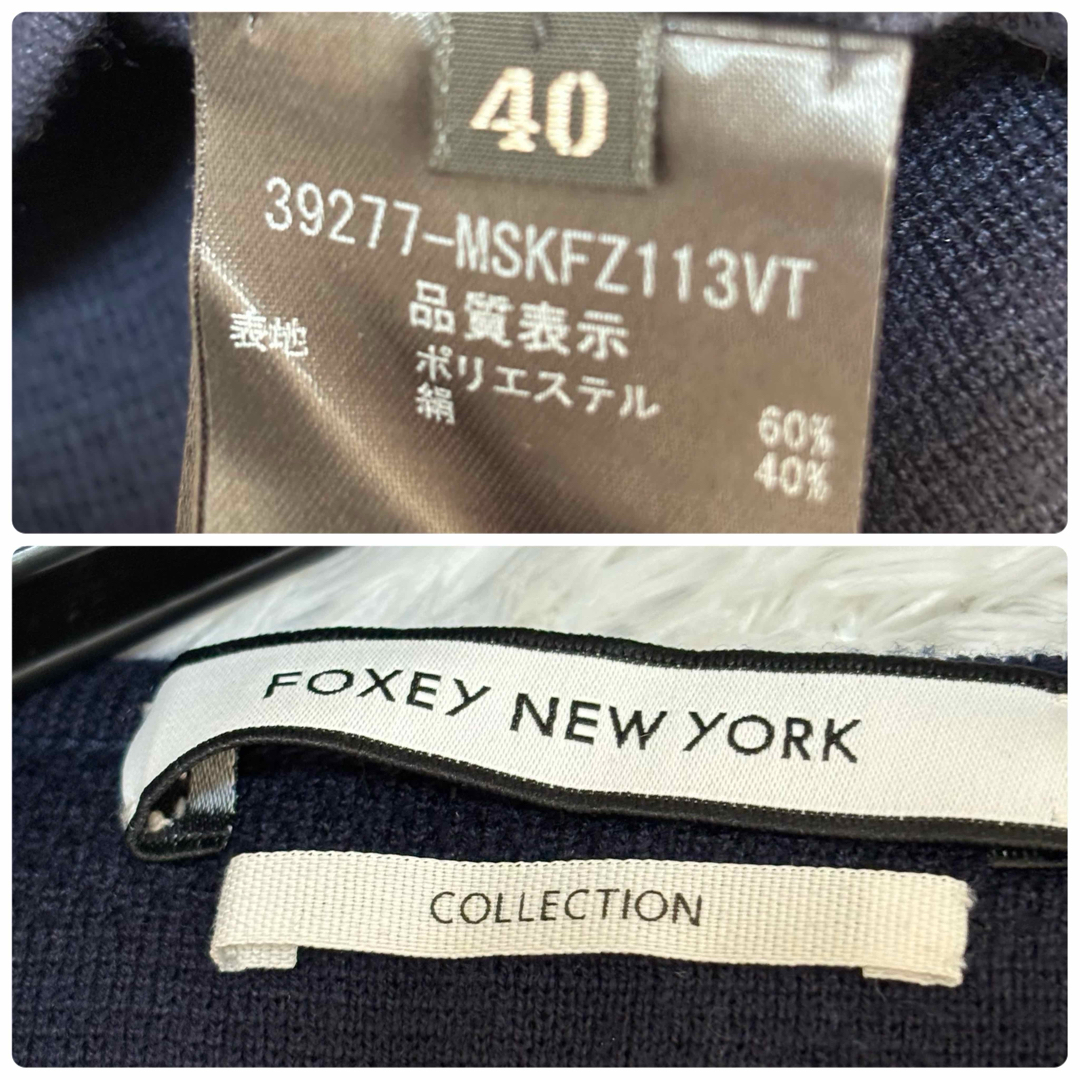 40
39277-MSKFZ113VT
品質表示
表地
ポリエステル 60%
絹 40%
FOXEY NEW YORK
COLLECTION